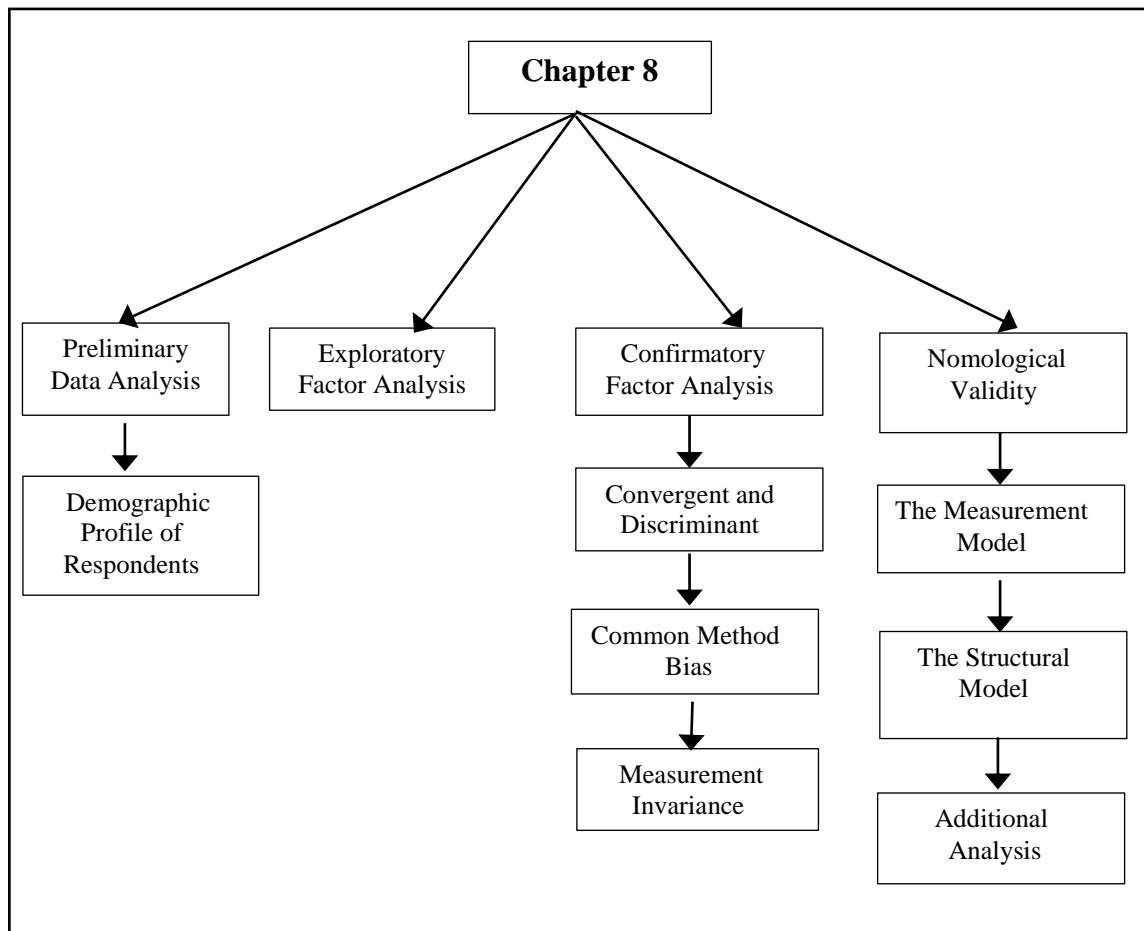 Chapter 8
Preliminary
Data Analysis
Exploratory
Factor Analysis
Confirmatory
Factor Analysis
Nomological
Validity
Demographic
Profile of
Respondents
Convergent and
Discriminant
The Measurement
Model
Common Method
Bias
The Structural
Model
Measurement
Invariance
Additional
Analysis